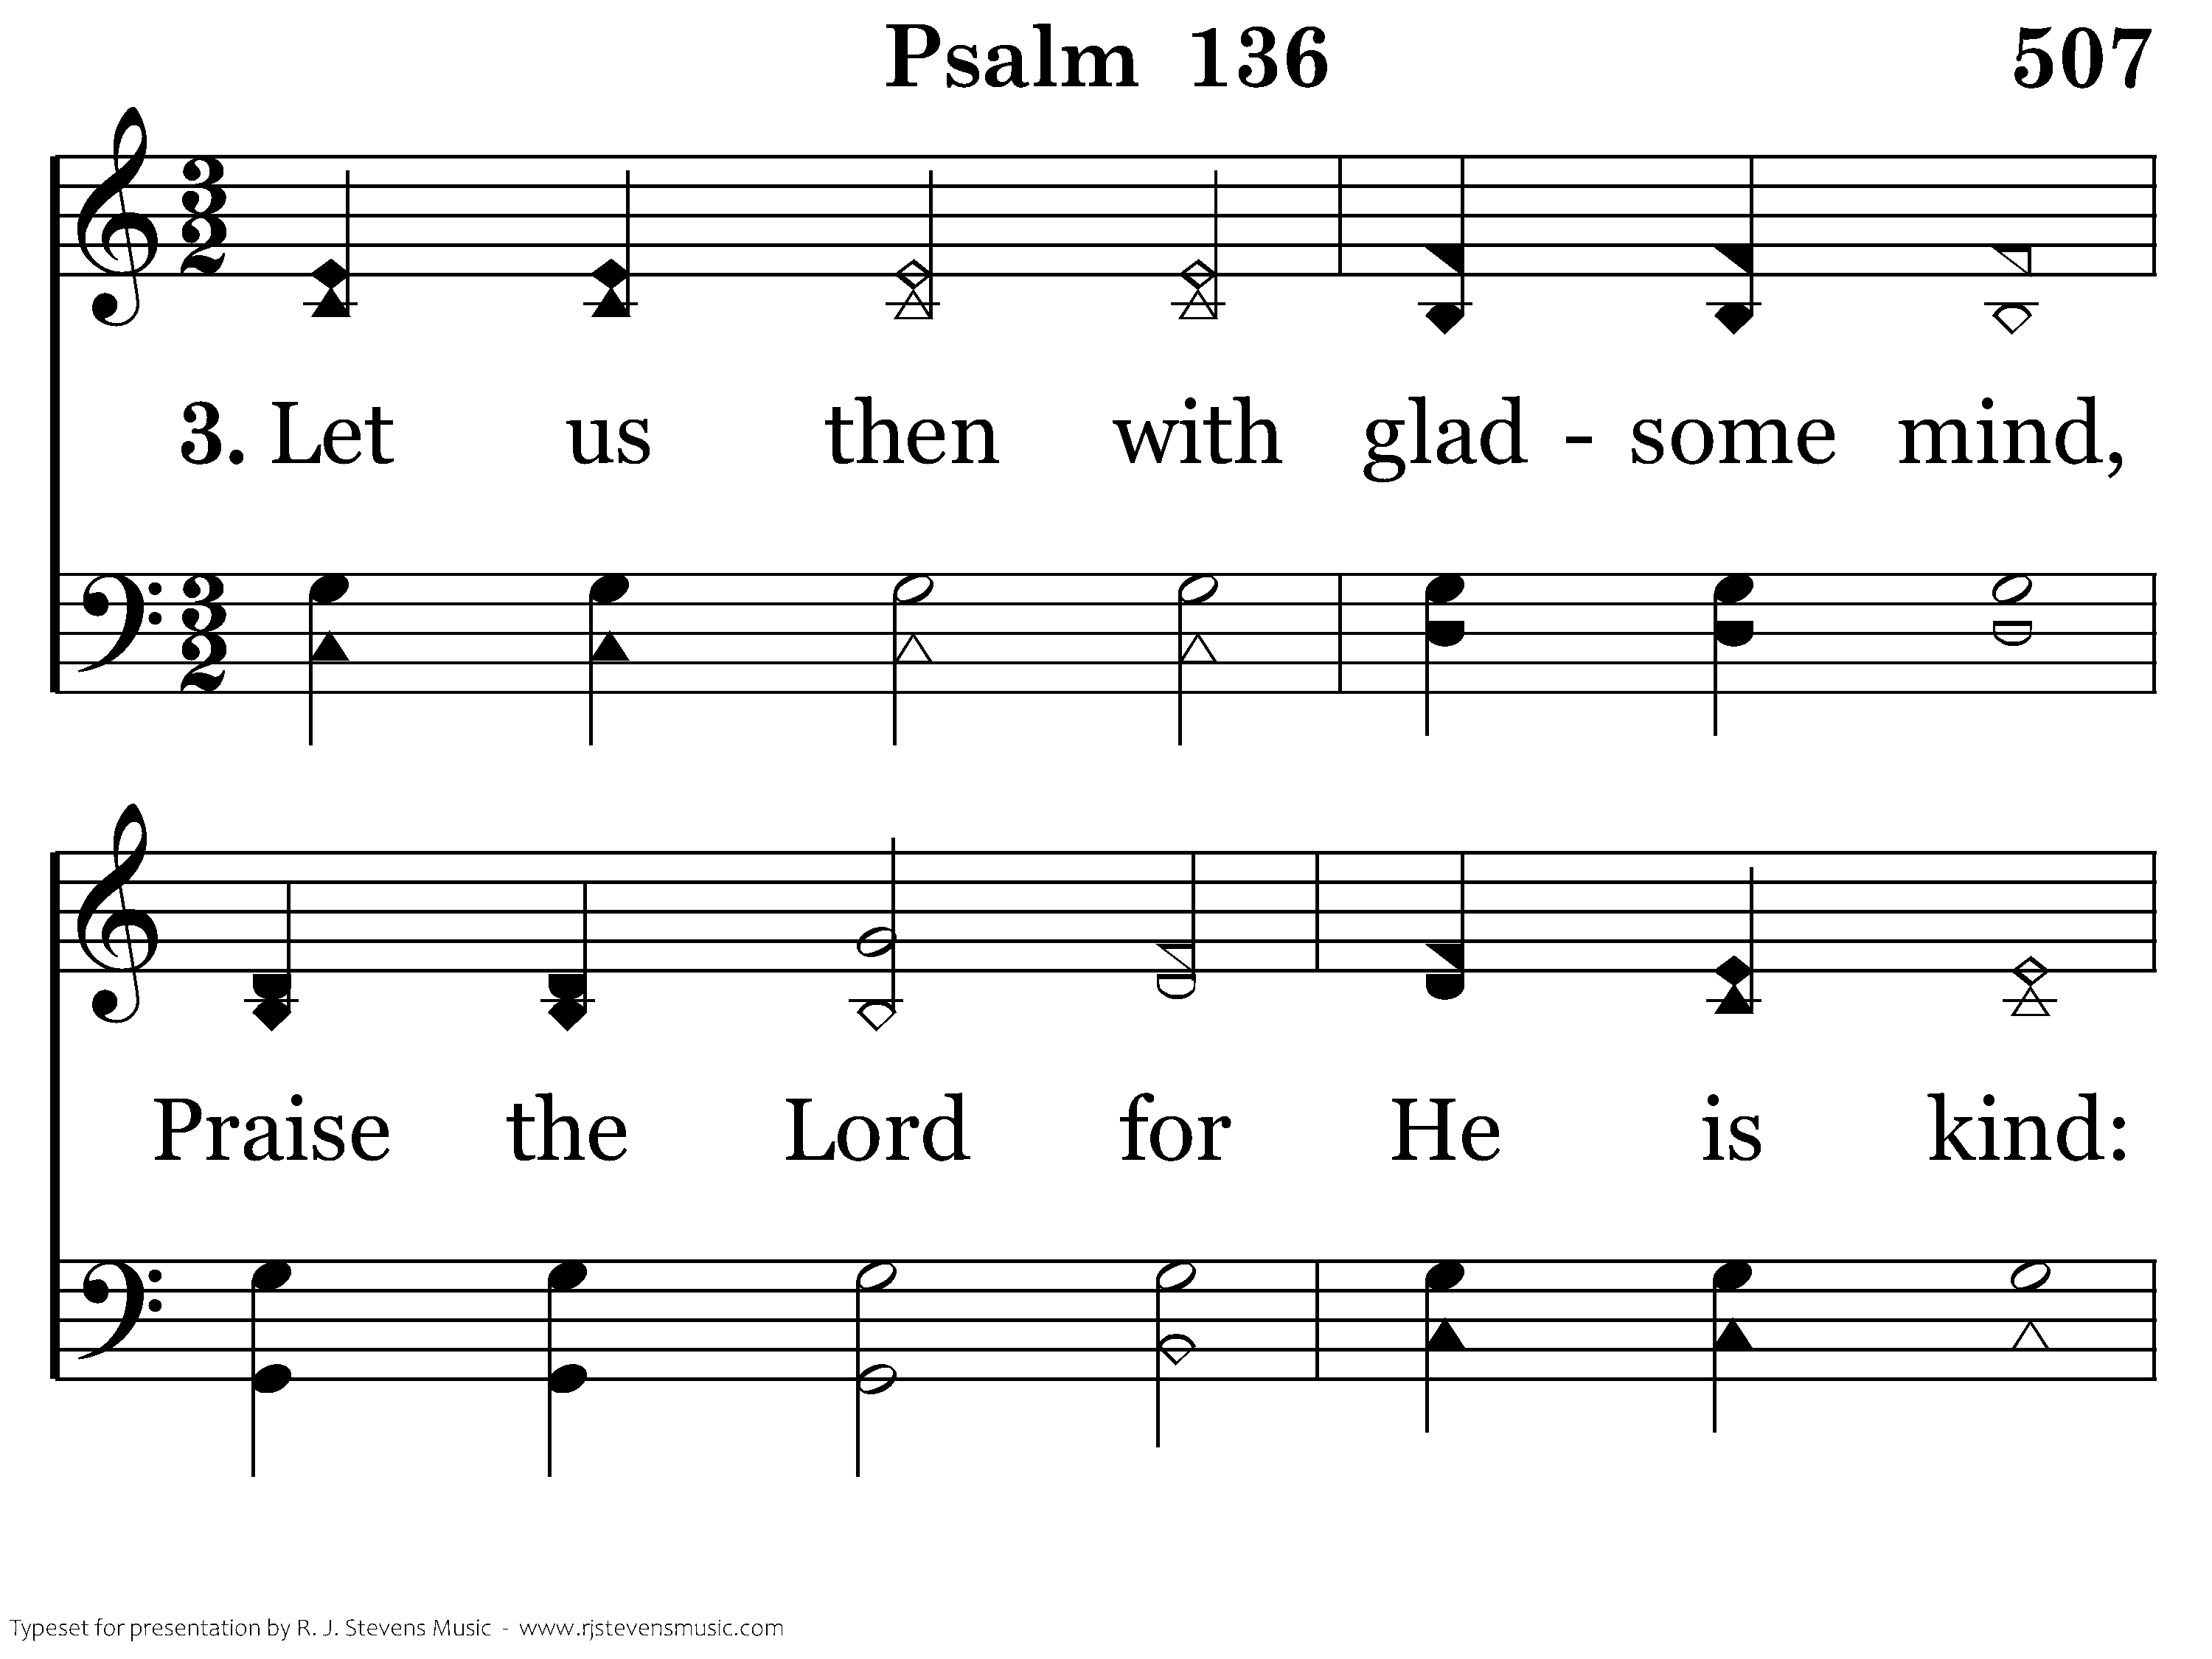 Psalm 136 507
3. Let us then with glad - some mind,
Praise the Lord for He is kind:
Typeset for presentation by R. J. Stevens Music - www.rjstevensmusic.com